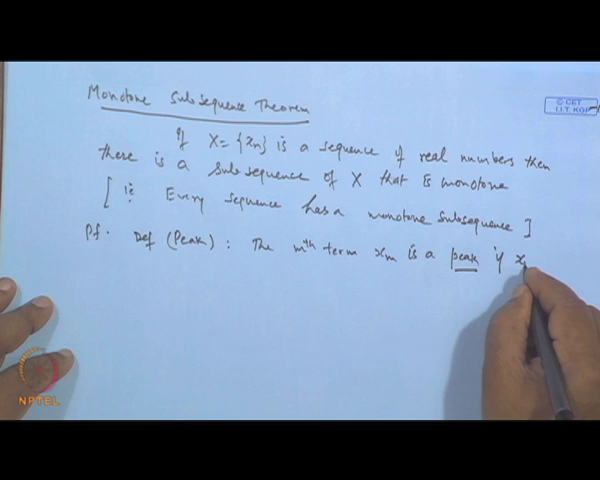 Monotone Subsequence Theorem
© CET
I.I.T. KGP
If X = {xn} is a sequence of real numbers then
there is a subsequence of X that is monotone
[ ie: Every sequence has a monotone subsequence ]
Pf. Def (Peak) : The mth term xm is a peak if x
NPTEL